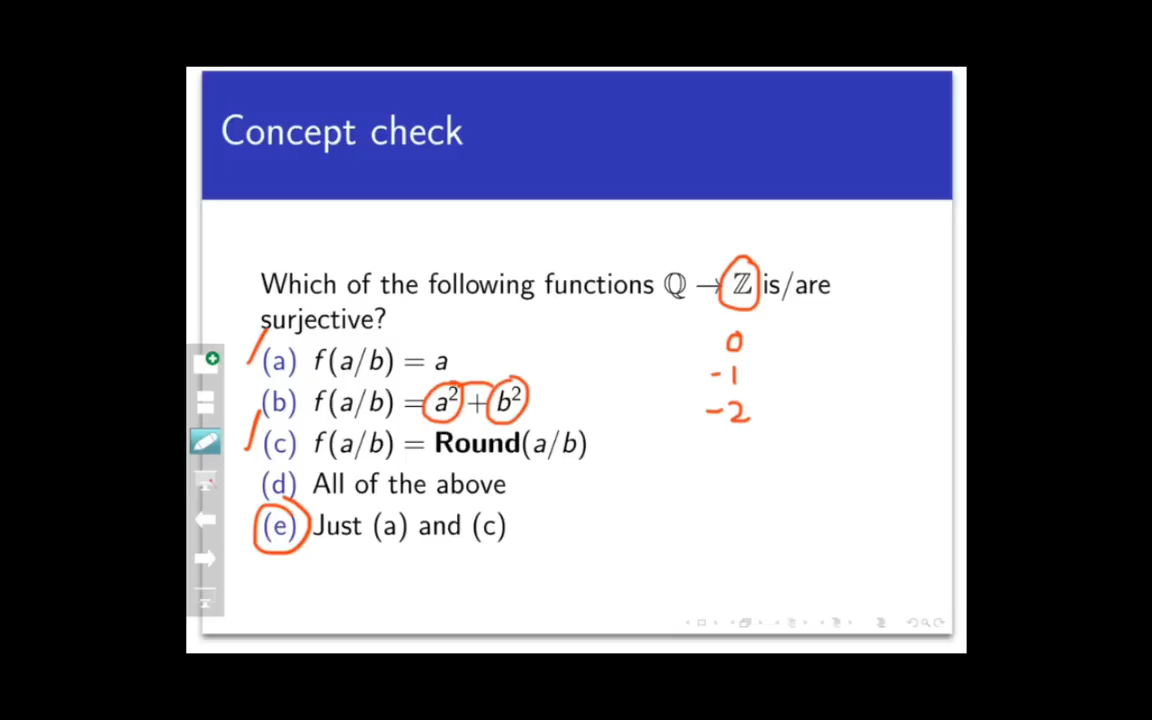 Concept check
Which of the following functions ℚ → ℤ is/are
surjective?
(a) f(a/b) = a
(b) f(a/b) = a² + b²
(c) f(a/b) = Round(a/b)
(d) All of the above
(e) Just (a) and (c)
0
-1
-2